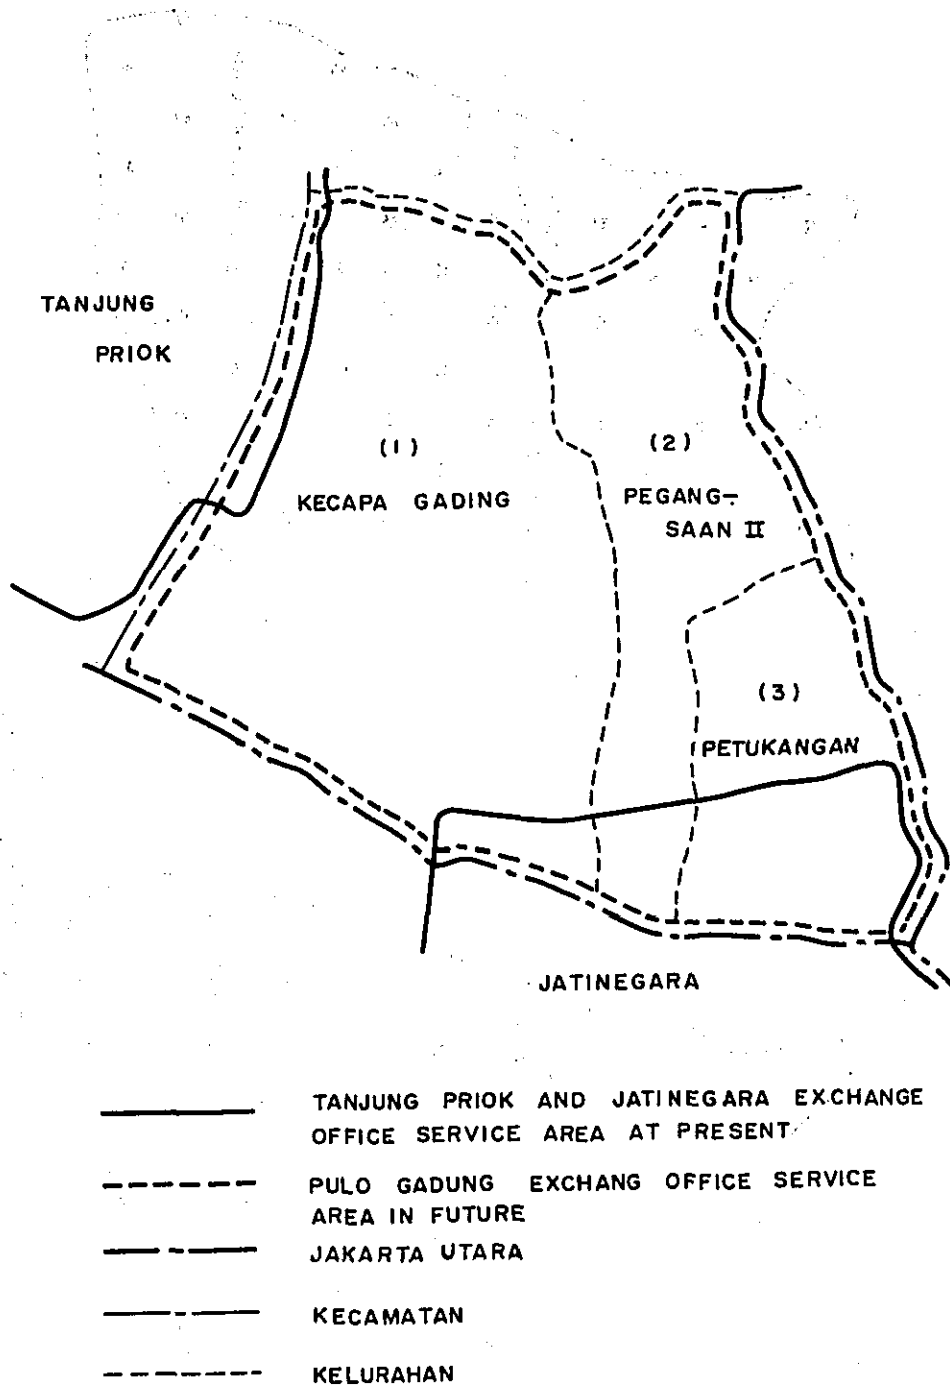 TANJUNG
PRIOK
(1)
KECAPA GADING
(2)
PEGANG-
SAAN II
(3)
PETUKANGAN
JATINEGARA
TANJUNG PRIOK AND JATINEGARA EXCHANGE
OFFICE SERVICE AREA AT PRESENT
PULO GADUNG EXCHANG OFFICE SERVICE
AREA IN FUTURE
JAKARTA UTARA
KECAMATAN
KELURAHAN